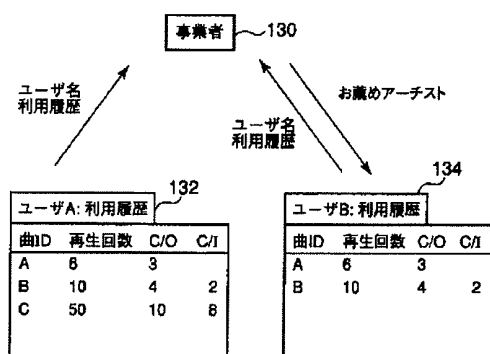 事業者
130
ユーザ名
利用履歴
ユーザ名
利用履歴
お薦めアーチスト
132
134
ユーザA: 利用履歴
曲ID 再生回数 C/O C/I
A 6 3
B 10 4 2
C 50 10 8
ユーザB: 利用履歴
曲ID 再生回数 C/O C/I
A 6 3
B 10 4 2